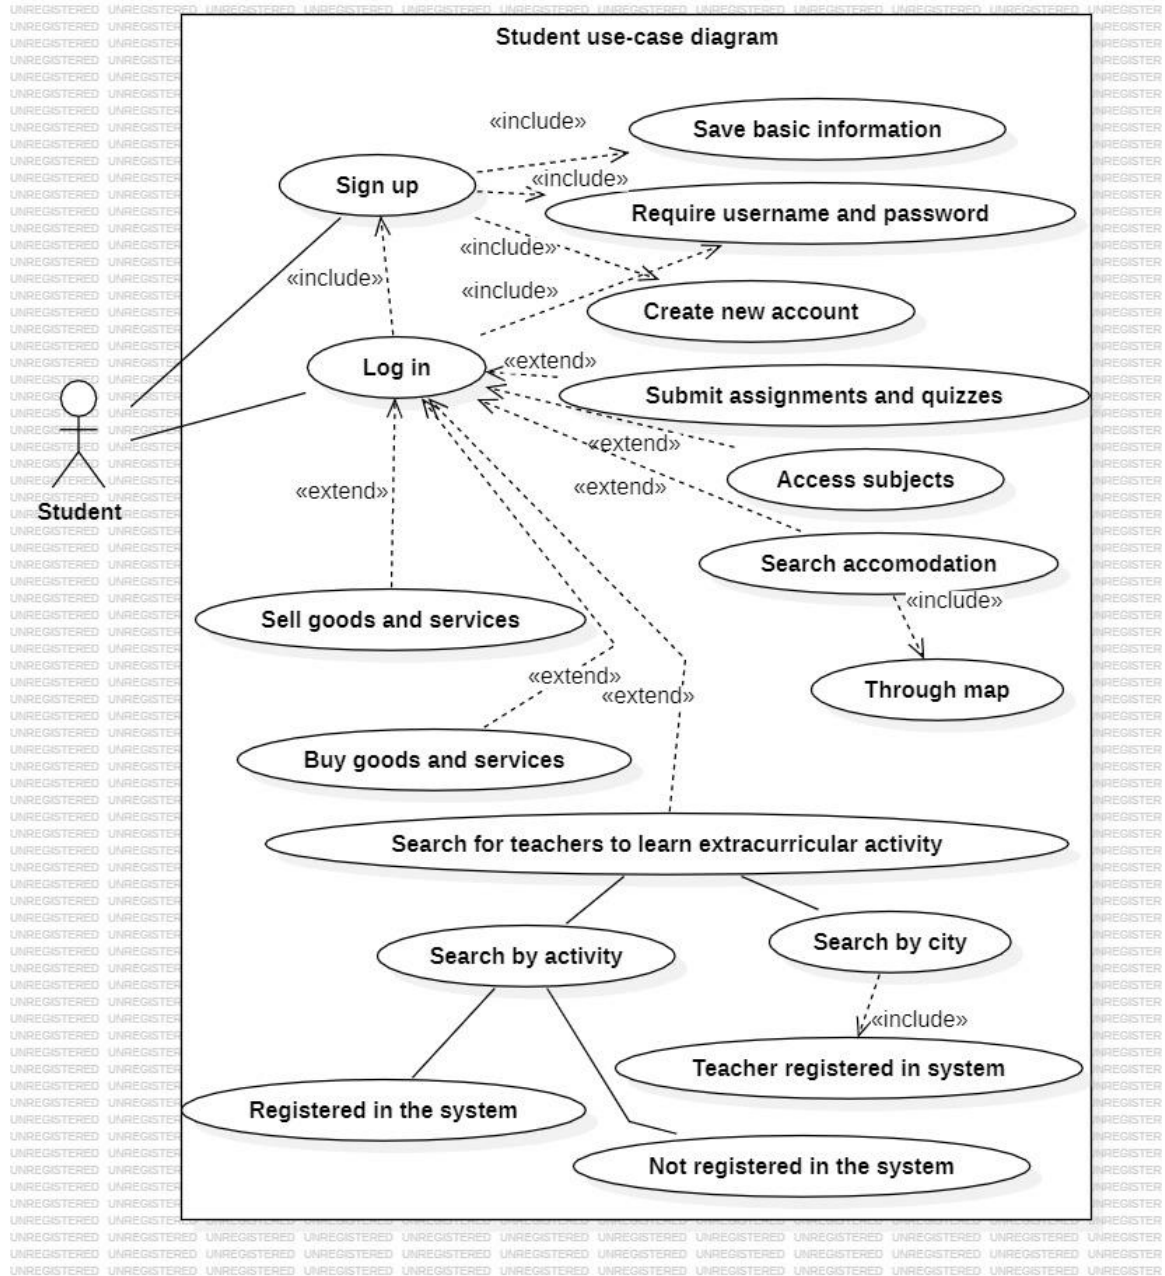 Student use-case diagram
«include»
Save basic information
Sign up
«include»
Require username and password
«include»
«include»
«include»
Create new account
Log in
«extend»
Submit assignments and quizzes
«extend»
Access subjects
«extend»
«extend»
Student
Search accomodation
«include»
Sell goods and services
«extend»
Through map
«extend»
Buy goods and services
Search for teachers to learn extracurricular activity
Search by activity
Search by city
«include»
Teacher registered in system
Registered in the system
Not registered in the system
UNREGISTERED